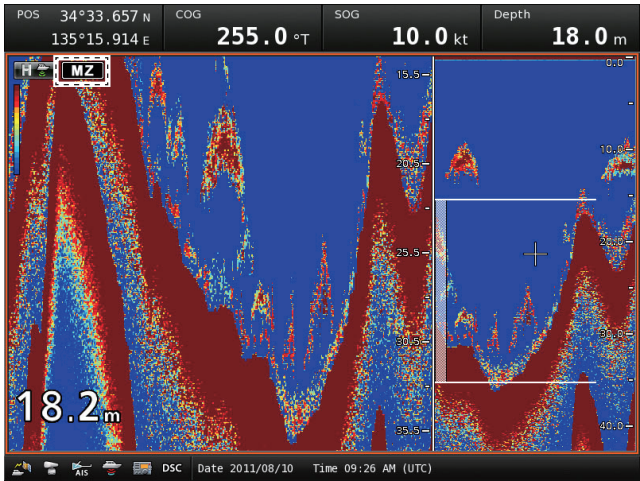 POS 34°33.657 N
135°15.914 E
COG
255.0 °T
SOG
10.0 kt
Depth
18.0 m
H
MZ
15.5
20.5
25.5
30.5
35.5
0.0
10.0
20.0
30.0
40.0
18.2m
AIS
DSC
Date 2011/08/10
Time 09:26 AM (UTC)